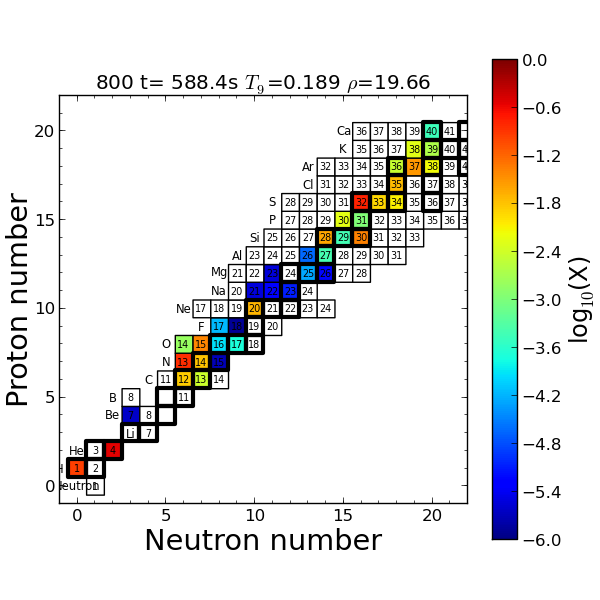 800 t= 588.4s T₉=0.189 ρ=19.66
Proton number
20
15
10
5
0
Ca 36 37 38 39 40 41
K 35 36 37 38 39 40
Ar 32 33 34 35 36 37 38 39
Cl 31 32 33 34 35 36 37 38
S 28 29 30 31 32 33 34 35 36 37
P 27 28 29 30 31 32 33 34 35 36
Si 25 26 27 28 29 30 31 32 33
Al 23 24 25 26 27 28 29 30 31
Mg 21 22 23 24 25 26 27 28
Na 20 21 22 23 24
Ne 17 18 19 20 21 22 23 24
F 17 18 19 20
O 14 15 16 17 18
N 13 14 15
C 11 12 13 14
B 8 11
Be 7 8
Li 7
He 3 4
H 1 2
Neutron 1
0 5 10 15 20
Neutron number
0.0
−0.6
−1.2
−1.8
−2.4
−3.0
−3.6
−4.2
−4.8
−5.4
−6.0
log₁₀(X)